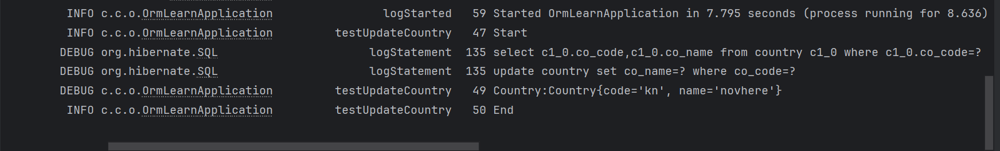 INFO c.c.o.OrmLearnApplication logStarted 59 Started OrmLearnApplication in 7.795 seconds (process running for 8.636)
INFO c.c.o.OrmLearnApplication testUpdateCountry 47 Start
DEBUG org.hibernate.SQL logStatement 135 select c1_0.co_code,c1_0.co_name from country c1_0 where c1_0.co_code=?
DEBUG org.hibernate.SQL logStatement 135 update country set co_name=? where co_code=?
DEBUG c.c.o.OrmLearnApplication testUpdateCountry 49 Country:Country{code='kn', name='novhere'}
INFO c.c.o.OrmLearnApplication testUpdateCountry 50 End